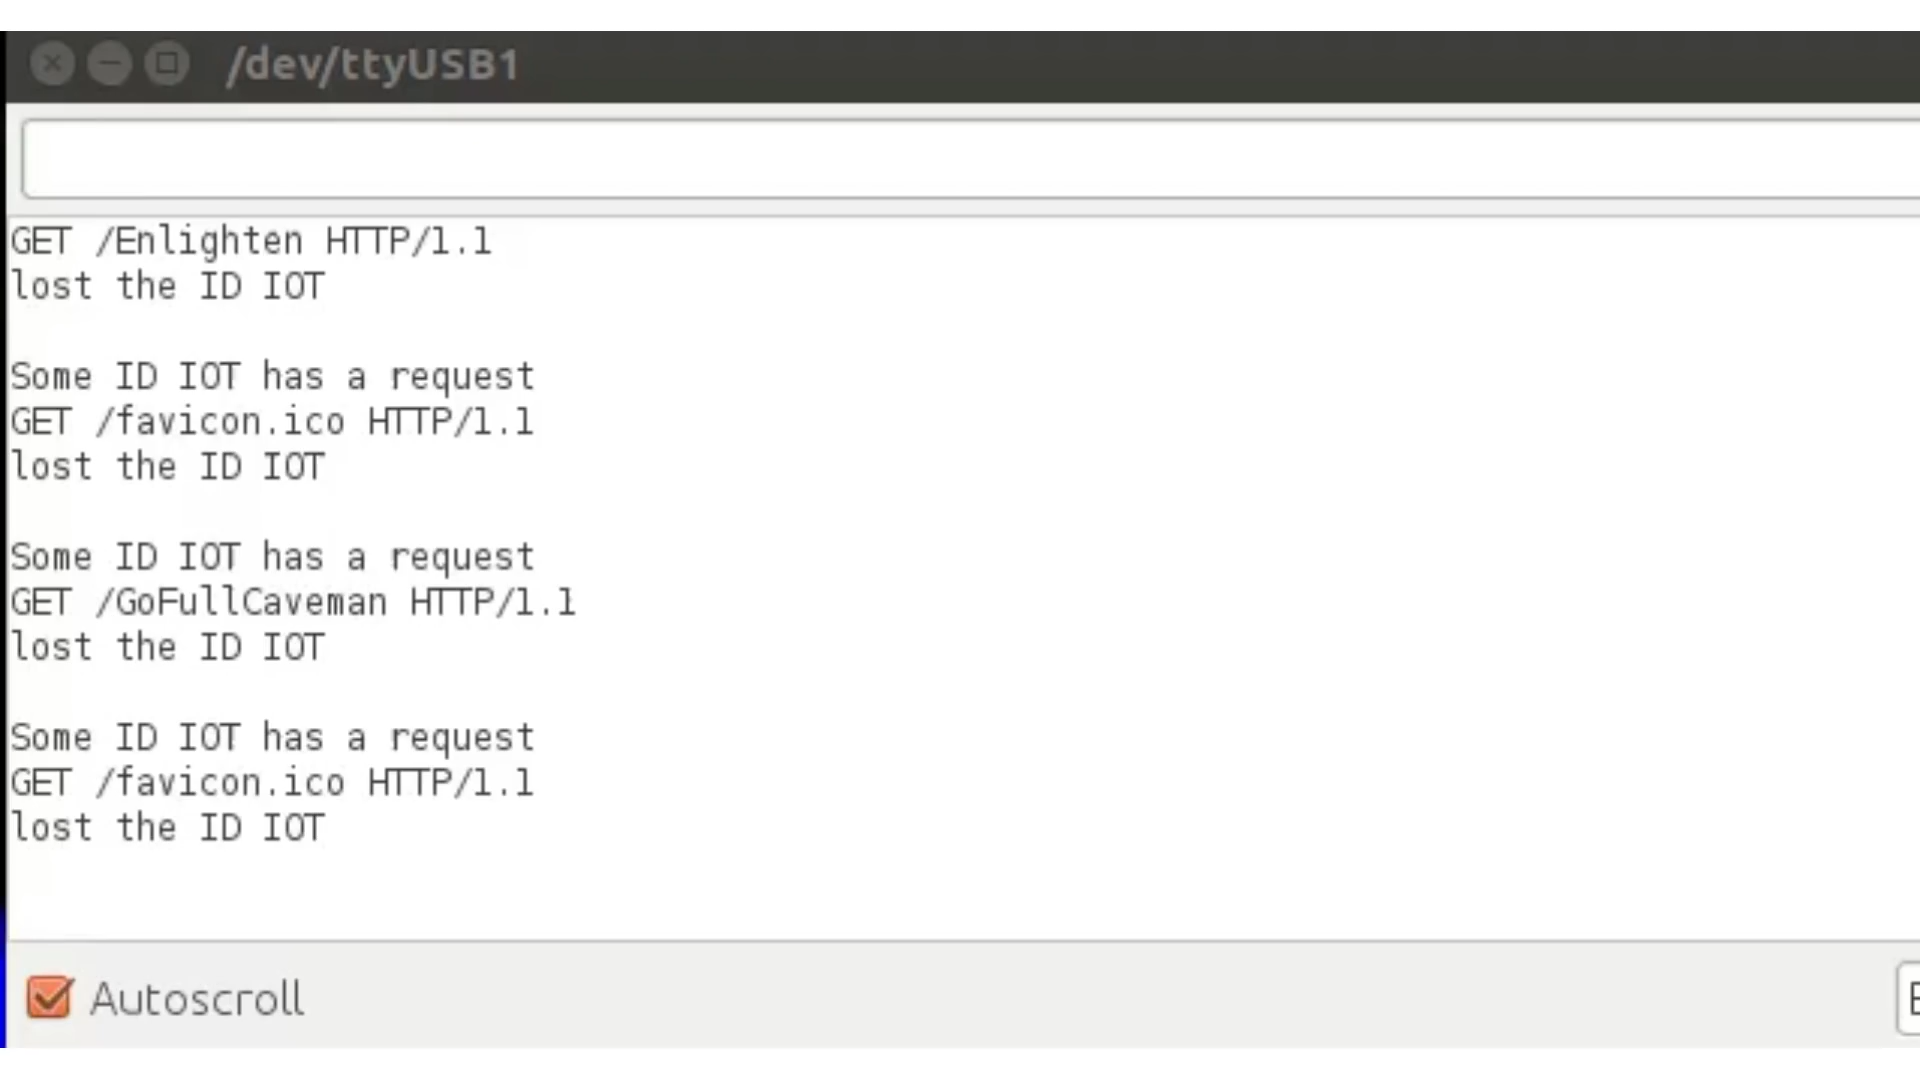 /dev/ttyUSB1
GET /Enlighten HTTP/1.1
lost the ID IOT
Some ID IOT has a request
GET /favicon.ico HTTP/1.1
lost the ID IOT
Some ID IOT has a request
GET /GoFullCaveman HTTP/1.1
lost the ID IOT
Some ID IOT has a request
GET /favicon.ico HTTP/1.1
lost the ID IOT
Autoscroll